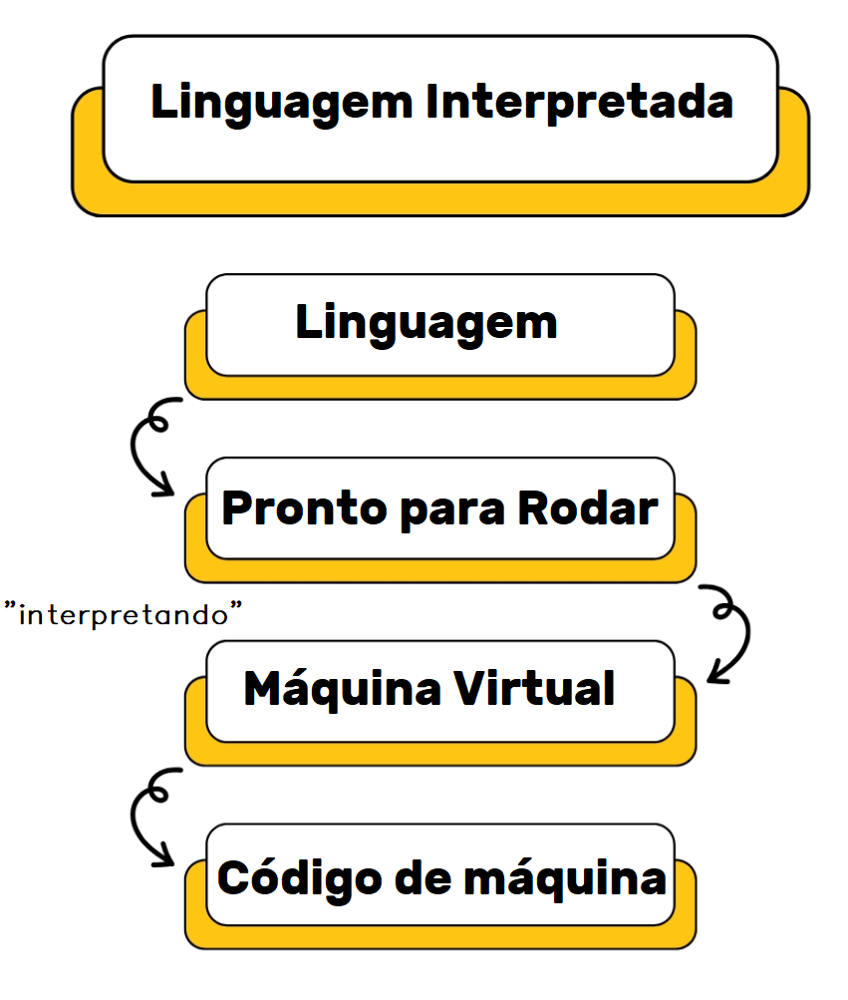 Linguagem Interpretada
Linguagem
Pronto para Rodar
”interpretando”
Máquina Virtual
Código de máquina